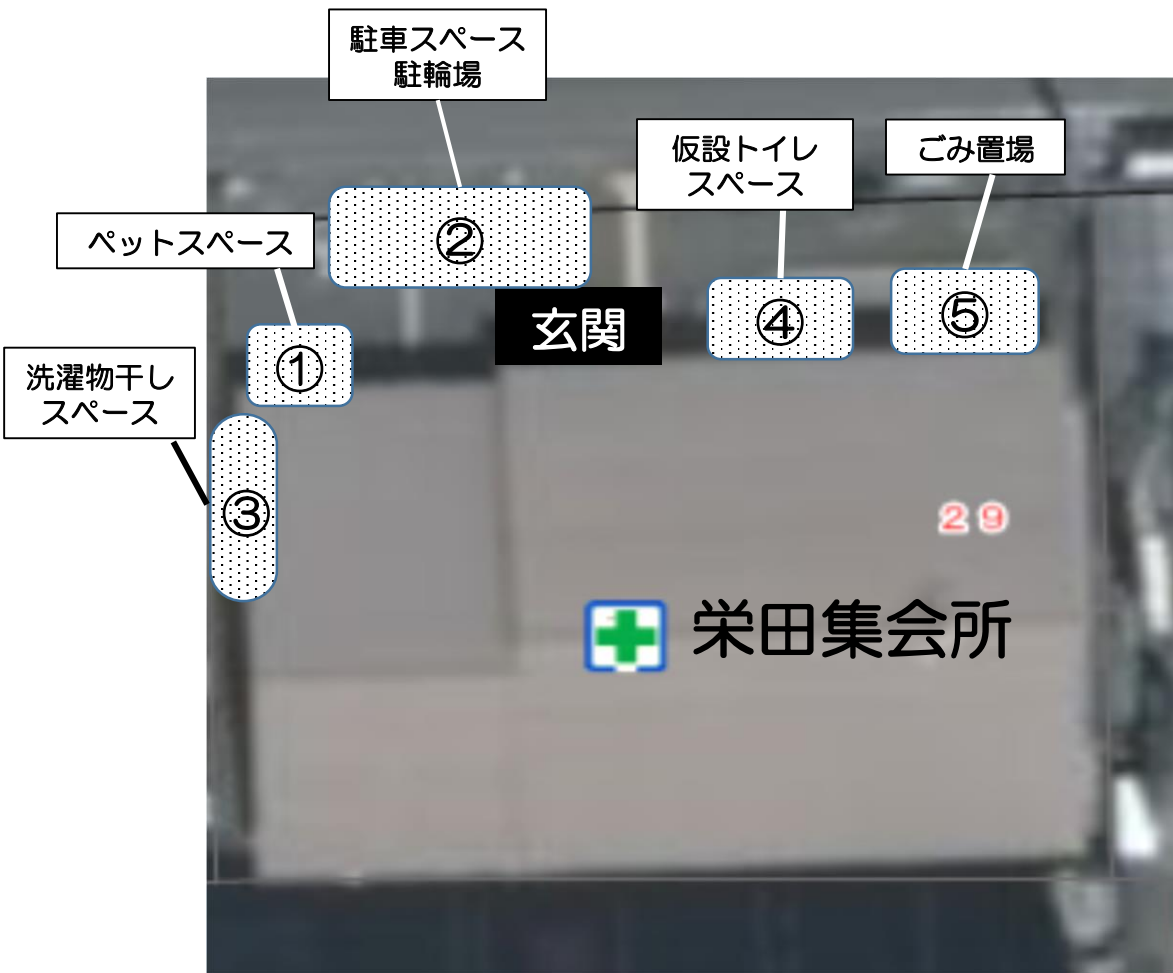 駐車スペース
駐輪場
仮設トイレ
スペース
ごみ置場
ペットスペース
②
玄関
④
⑤
①
洗濯物干し
スペース
③
29
栄田集会所